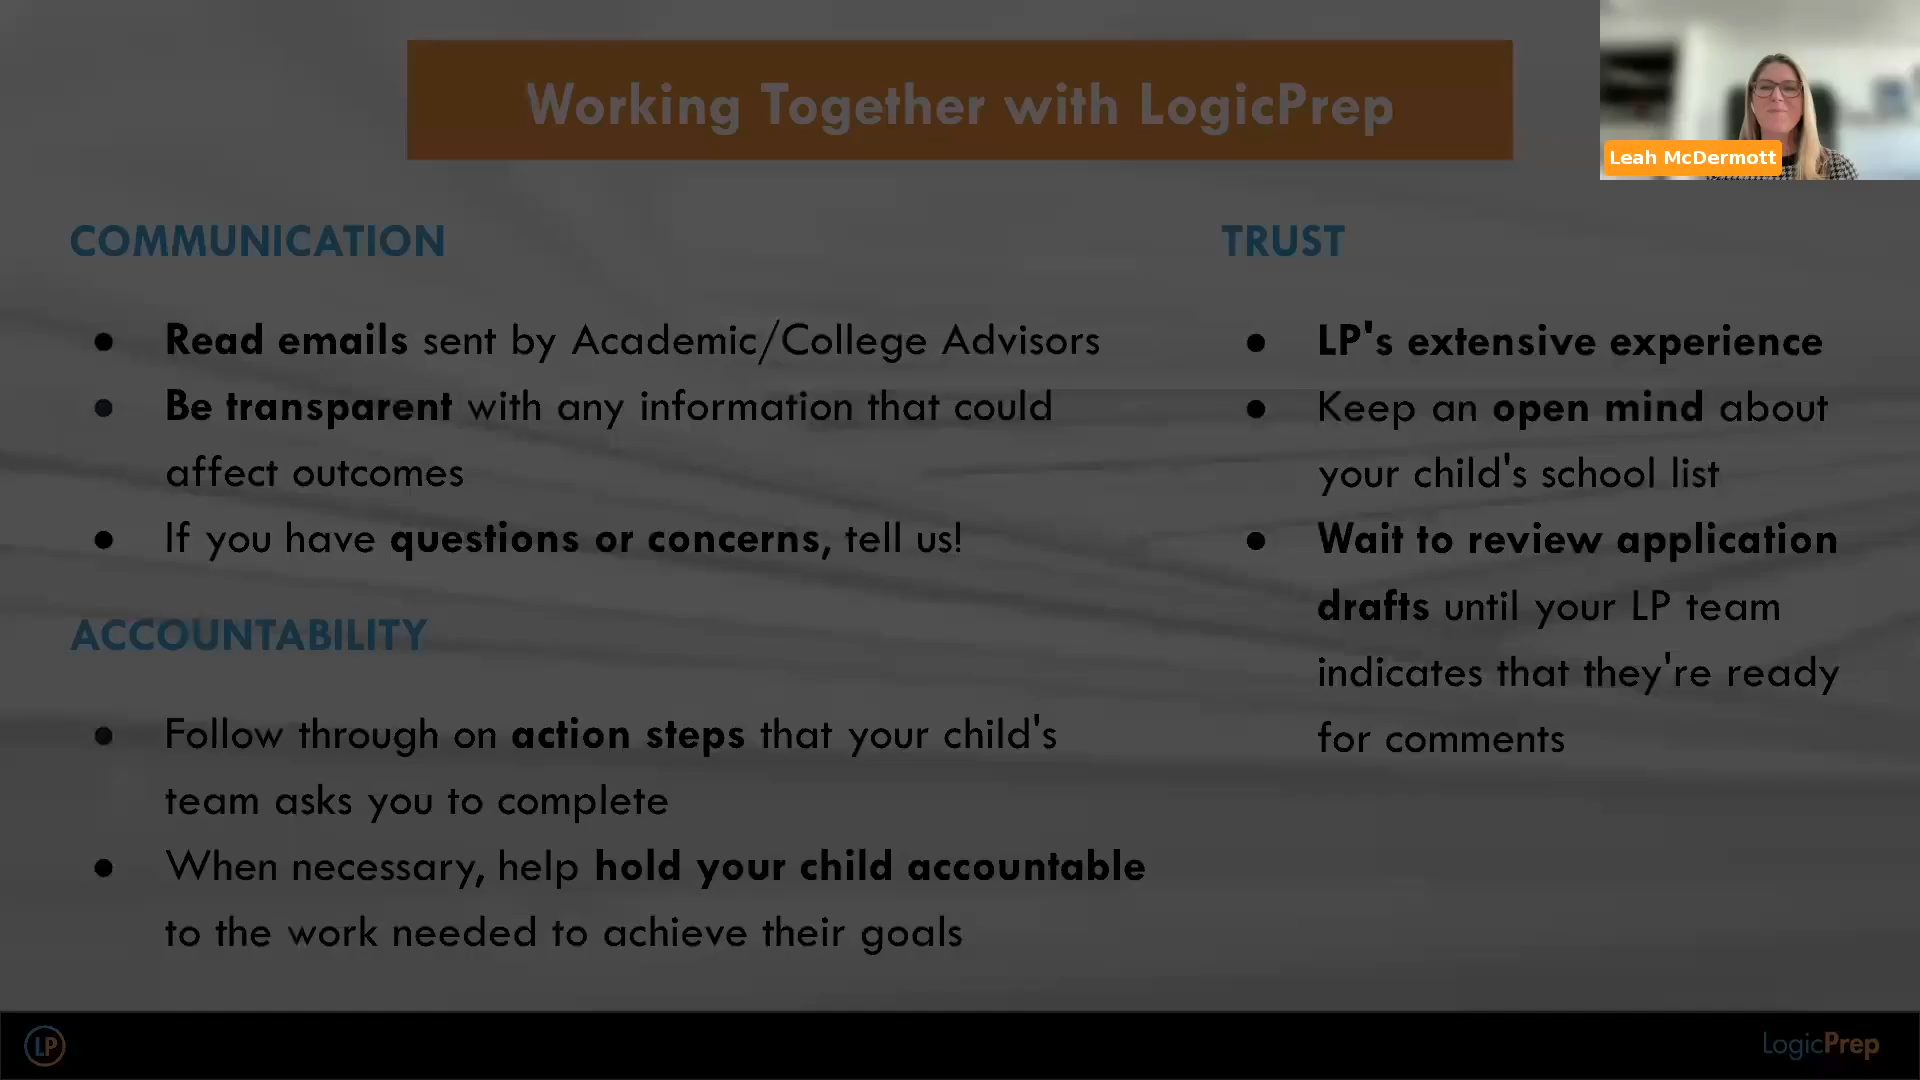 Working Together with LogicPrep
Leah McDermott
COMMUNICATION
● Read emails sent by Academic/College Advisors
● Be transparent with any information that could
affect outcomes
● If you have questions or concerns, tell us!
ACCOUNTABILITY
● Follow through on action steps that your child's
team asks you to complete
● When necessary, help hold your child accountable
to the work needed to achieve their goals
TRUST
● LP's extensive experience
● Keep an open mind about
your child's school list
● Wait to review application
drafts until your LP team
indicates that they're ready
for comments
LP
LogicPrep